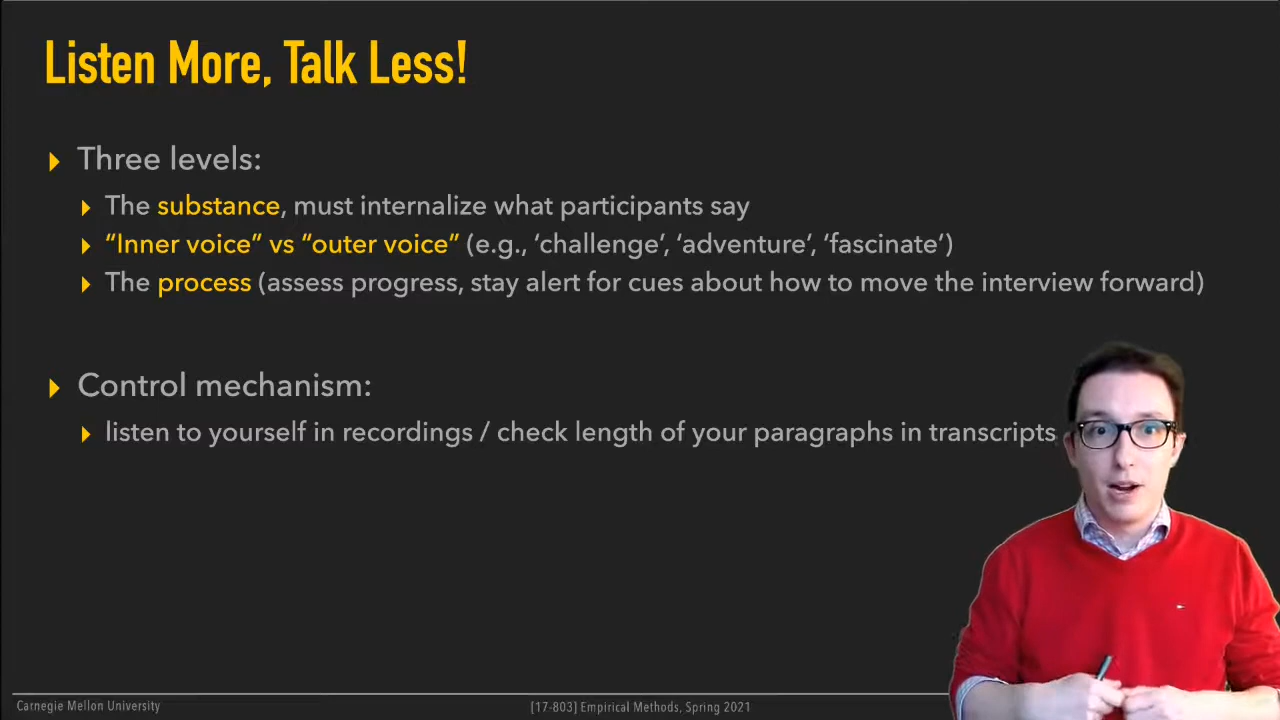 Listen More, Talk Less!
Three levels:
The substance, must internalize what participants say
“Inner voice” vs “outer voice” (e.g., ‘challenge’, ‘adventure’, ‘fascinate’)
The process (assess progress, stay alert for cues about how to move the interview forward)
Control mechanism:
listen to yourself in recordings / check length of your paragraphs in transcripts
Carnegie Mellon University
[17-803] Empirical Methods, Spring 2021